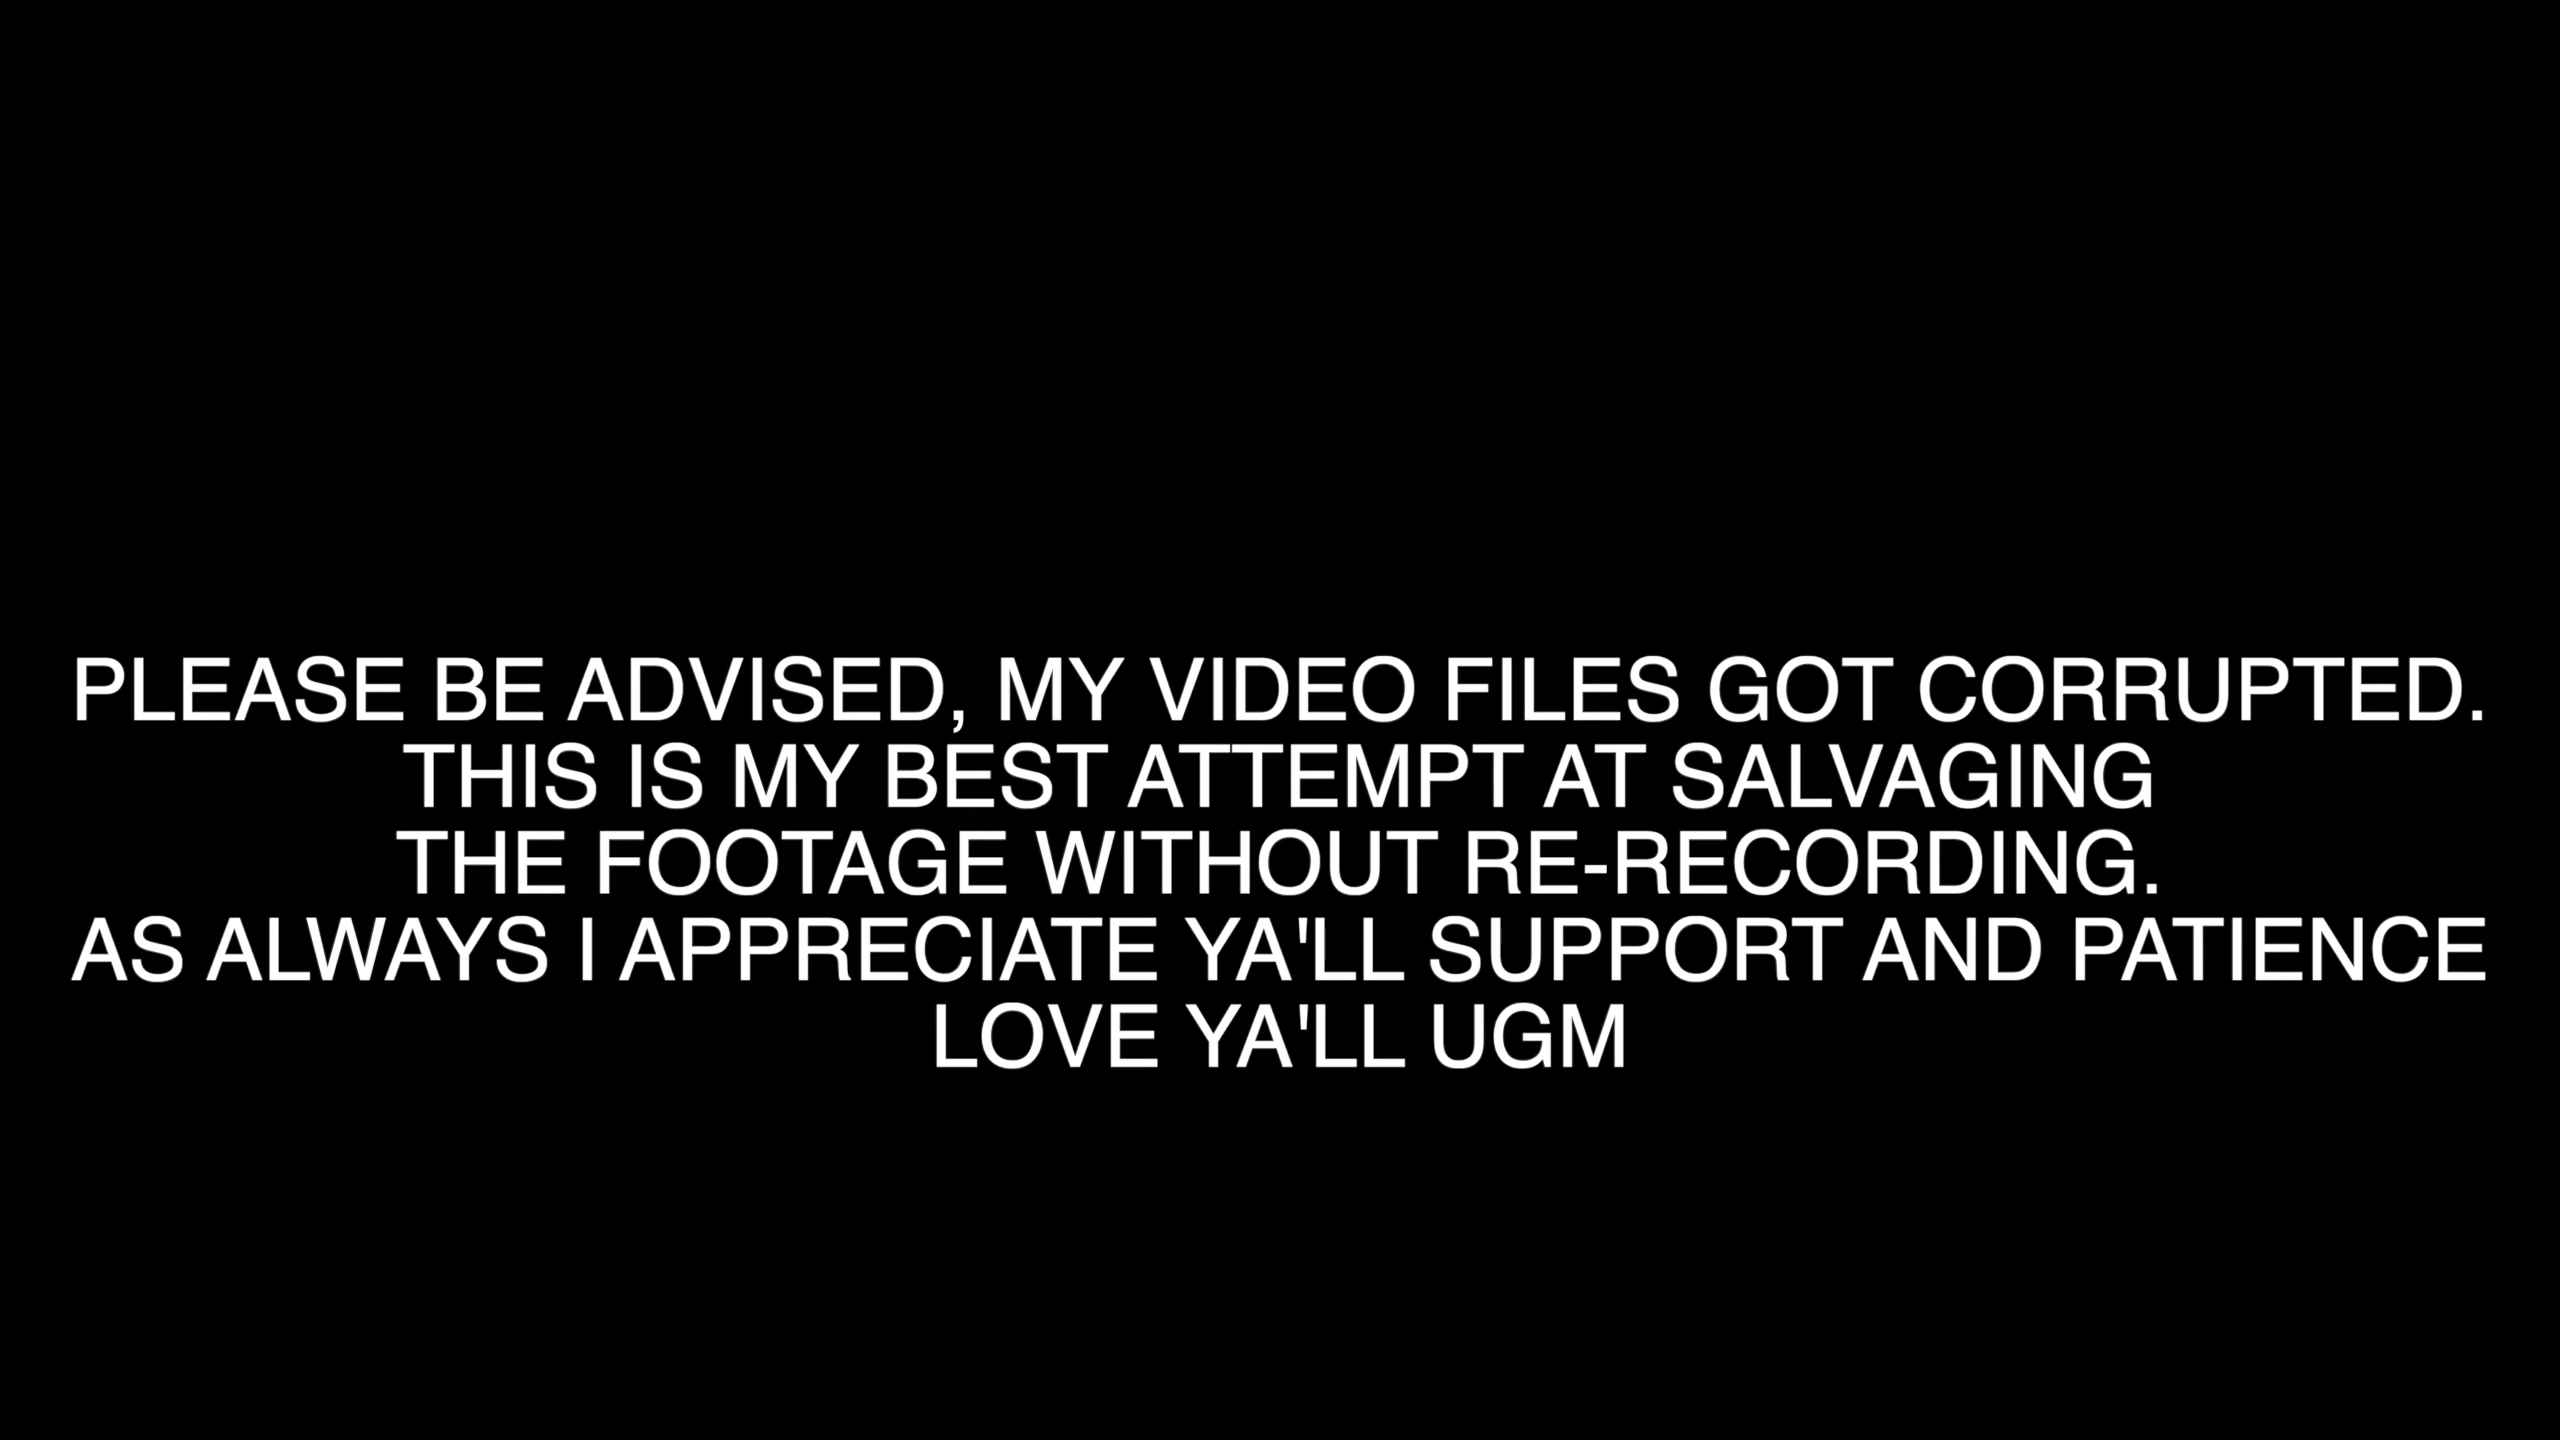 PLEASE BE ADVISED, MY VIDEO FILES GOT CORRUPTED.
THIS IS MY BEST ATTEMPT AT SALVAGING
THE FOOTAGE WITHOUT RE-RECORDING.
AS ALWAYS I APPRECIATE YA'LL SUPPORT AND PATIENCE
LOVE YA'LL UGM